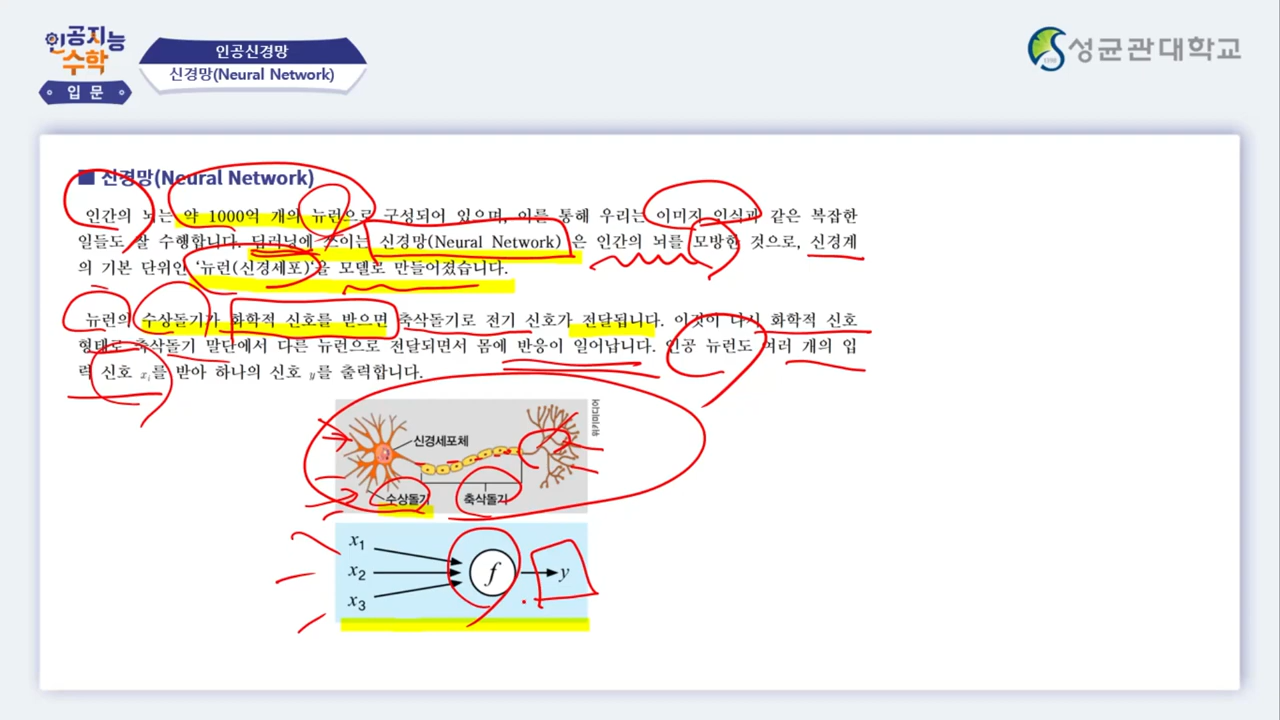 인공지능
수학
입문
인공신경망
신경망(Neural Network)
성균관대학교
■ 신경망(Neural Network)
인간의 뇌는 약 1000억 개의 뉴런으로 구성되어 있으며, 이를 통해 우리는 이미지 인식과 같은 복잡한
일들도 잘 수행합니다. 딥러닝에 쓰이는 신경망(Neural Network) 은 인간의 뇌를 모방한 것으로, 신경계
의 기본 단위인 '뉴런(신경세포)'을 모델로 만들어졌습니다.
뉴런의 수상돌기가 화학적 신호를 받으면 축삭돌기로 전기 신호가 전달됩니다. 이것이 다시 화학적 신호
형태로 축삭돌기 말단에서 다른 뉴런으로 전달되면서 몸에 반응이 일어납니다. 인공 뉴런도 여러 개의 입
력 신호 xᵢ를 받아 하나의 신호 y를 출력합니다.
신경세포체
수상돌기
축삭돌기
위키미디어
x₁
x₂
x₃
f
y